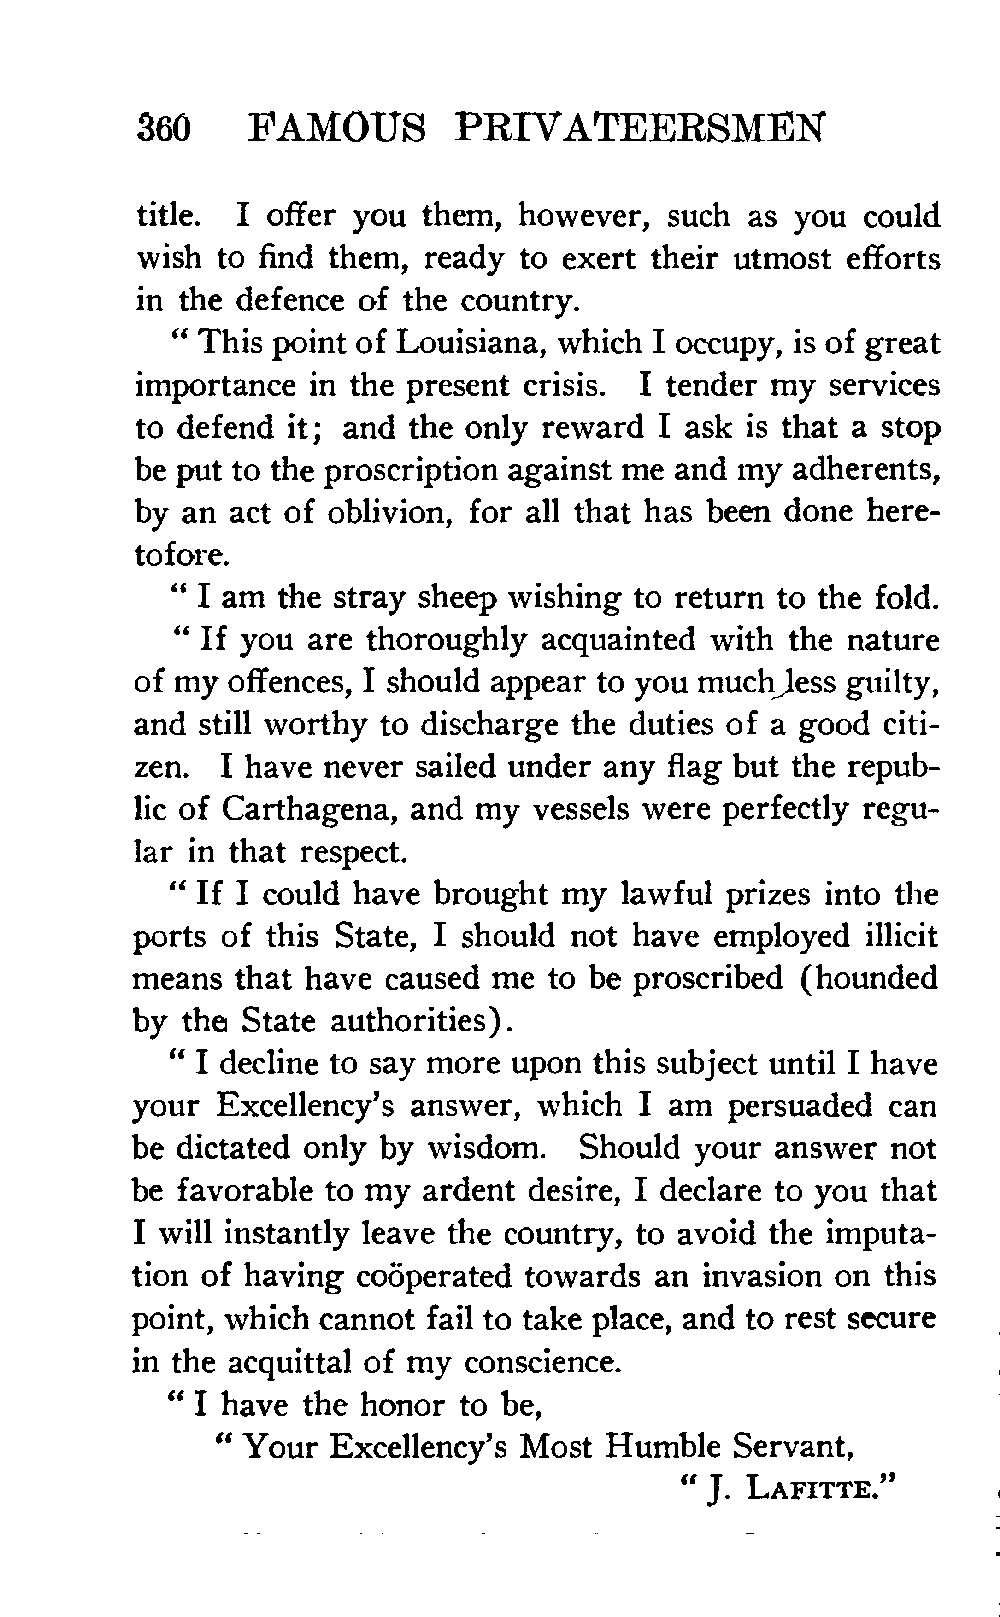 360 FAMOUS PRIVATEERSMEN
title. I offer you them, however, such as you could
wish to find them, ready to exert their utmost efforts
in the defence of the country.
“ This point of Louisiana, which I occupy, is of great
importance in the present crisis. I tender my services
to defend it; and the only reward I ask is that a stop
be put to the proscription against me and my adherents,
by an act of oblivion, for all that has been done here-
tofore.
“ I am the stray sheep wishing to return to the fold.
“ If you are thoroughly acquainted with the nature
of my offences, I should appear to you much less guilty,
and still worthy to discharge the duties of a good citi-
zen. I have never sailed under any flag but the repub-
lic of Carthagena, and my vessels were perfectly regu-
lar in that respect.
“ If I could have brought my lawful prizes into the
ports of this State, I should not have employed illicit
means that have caused me to be proscribed (hounded
by the State authorities).
“ I decline to say more upon this subject until I have
your Excellency’s answer, which I am persuaded can
be dictated only by wisdom. Should your answer not
be favorable to my ardent desire, I declare to you that
I will instantly leave the country, to avoid the imputa-
tion of having coöperated towards an invasion on this
point, which cannot fail to take place, and to rest secure
in the acquittal of my conscience.
“ I have the honor to be,
“ Your Excellency’s Most Humble Servant,
“ J. LAFITTE.”